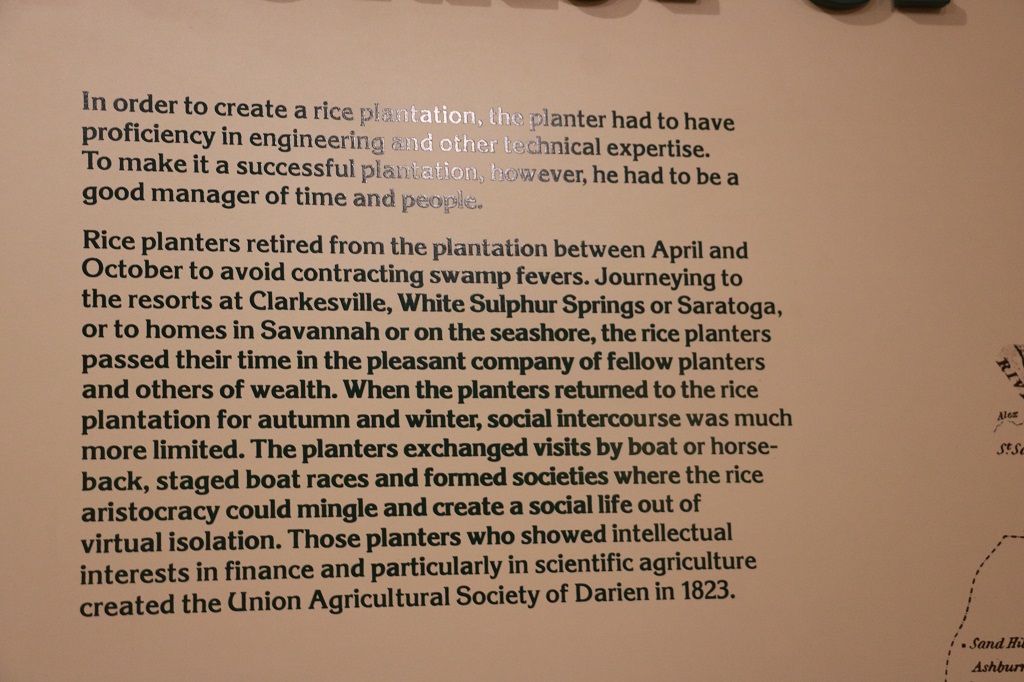 In order to create a rice plantation, the planter had to have
proficiency in engineering and other technical expertise.
To make it a successful plantation, however, he had to be a
good manager of time and people.
Rice planters retired from the plantation between April and
October to avoid contracting swamp fevers. Journeying to
the resorts at Clarkesville, White Sulphur Springs or Saratoga,
or to homes in Savannah or on the seashore, the rice planters
passed their time in the pleasant company of fellow planters
and others of wealth. When the planters returned to the rice
plantation for autumn and winter, social intercourse was much
more limited. The planters exchanged visits by boat or horse-
back, staged boat races and formed societies where the rice
aristocracy could mingle and create a social life out of
virtual isolation. Those planters who showed intellectual
interests in finance and particularly in scientific agriculture
created the Union Agricultural Society of Darien in 1823.
Alex
Sand